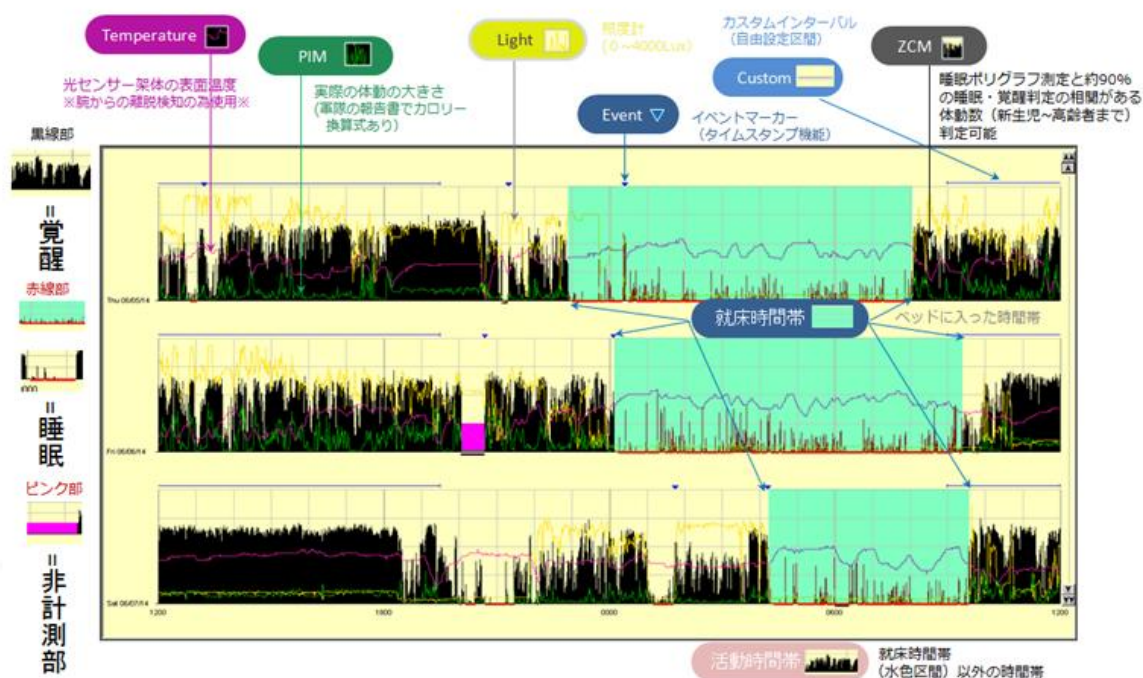 Temperature
光センサー架体の表面温度
※腕からの離脱検知の為使用※
PIM
実際の体動の大きさ
(軍隊の報告書でカロリー
換算式あり)
Light
照度計
(0～4000Lux)
カスタムインターバル
(自由設定区間)
Custom
Event
イベントマーカー
(タイムスタンプ機能)
ZCM
睡眠ポリグラフ測定と約90%
の睡眠・覚醒判定の相関がある
体動数(新生児~高齢者まで)
判定可能
黒線部
=
覚醒
赤線部
=
睡眠
ピンク部
=
非計測部
Thu 06/05/14
就床時間帯
ベッドに入った時間帯
Fri 06/06/14
Sat 06/07/14
1200
1800
0000
0600
1200
活動時間帯
就床時間帯
(水色区間)以外の時間帯